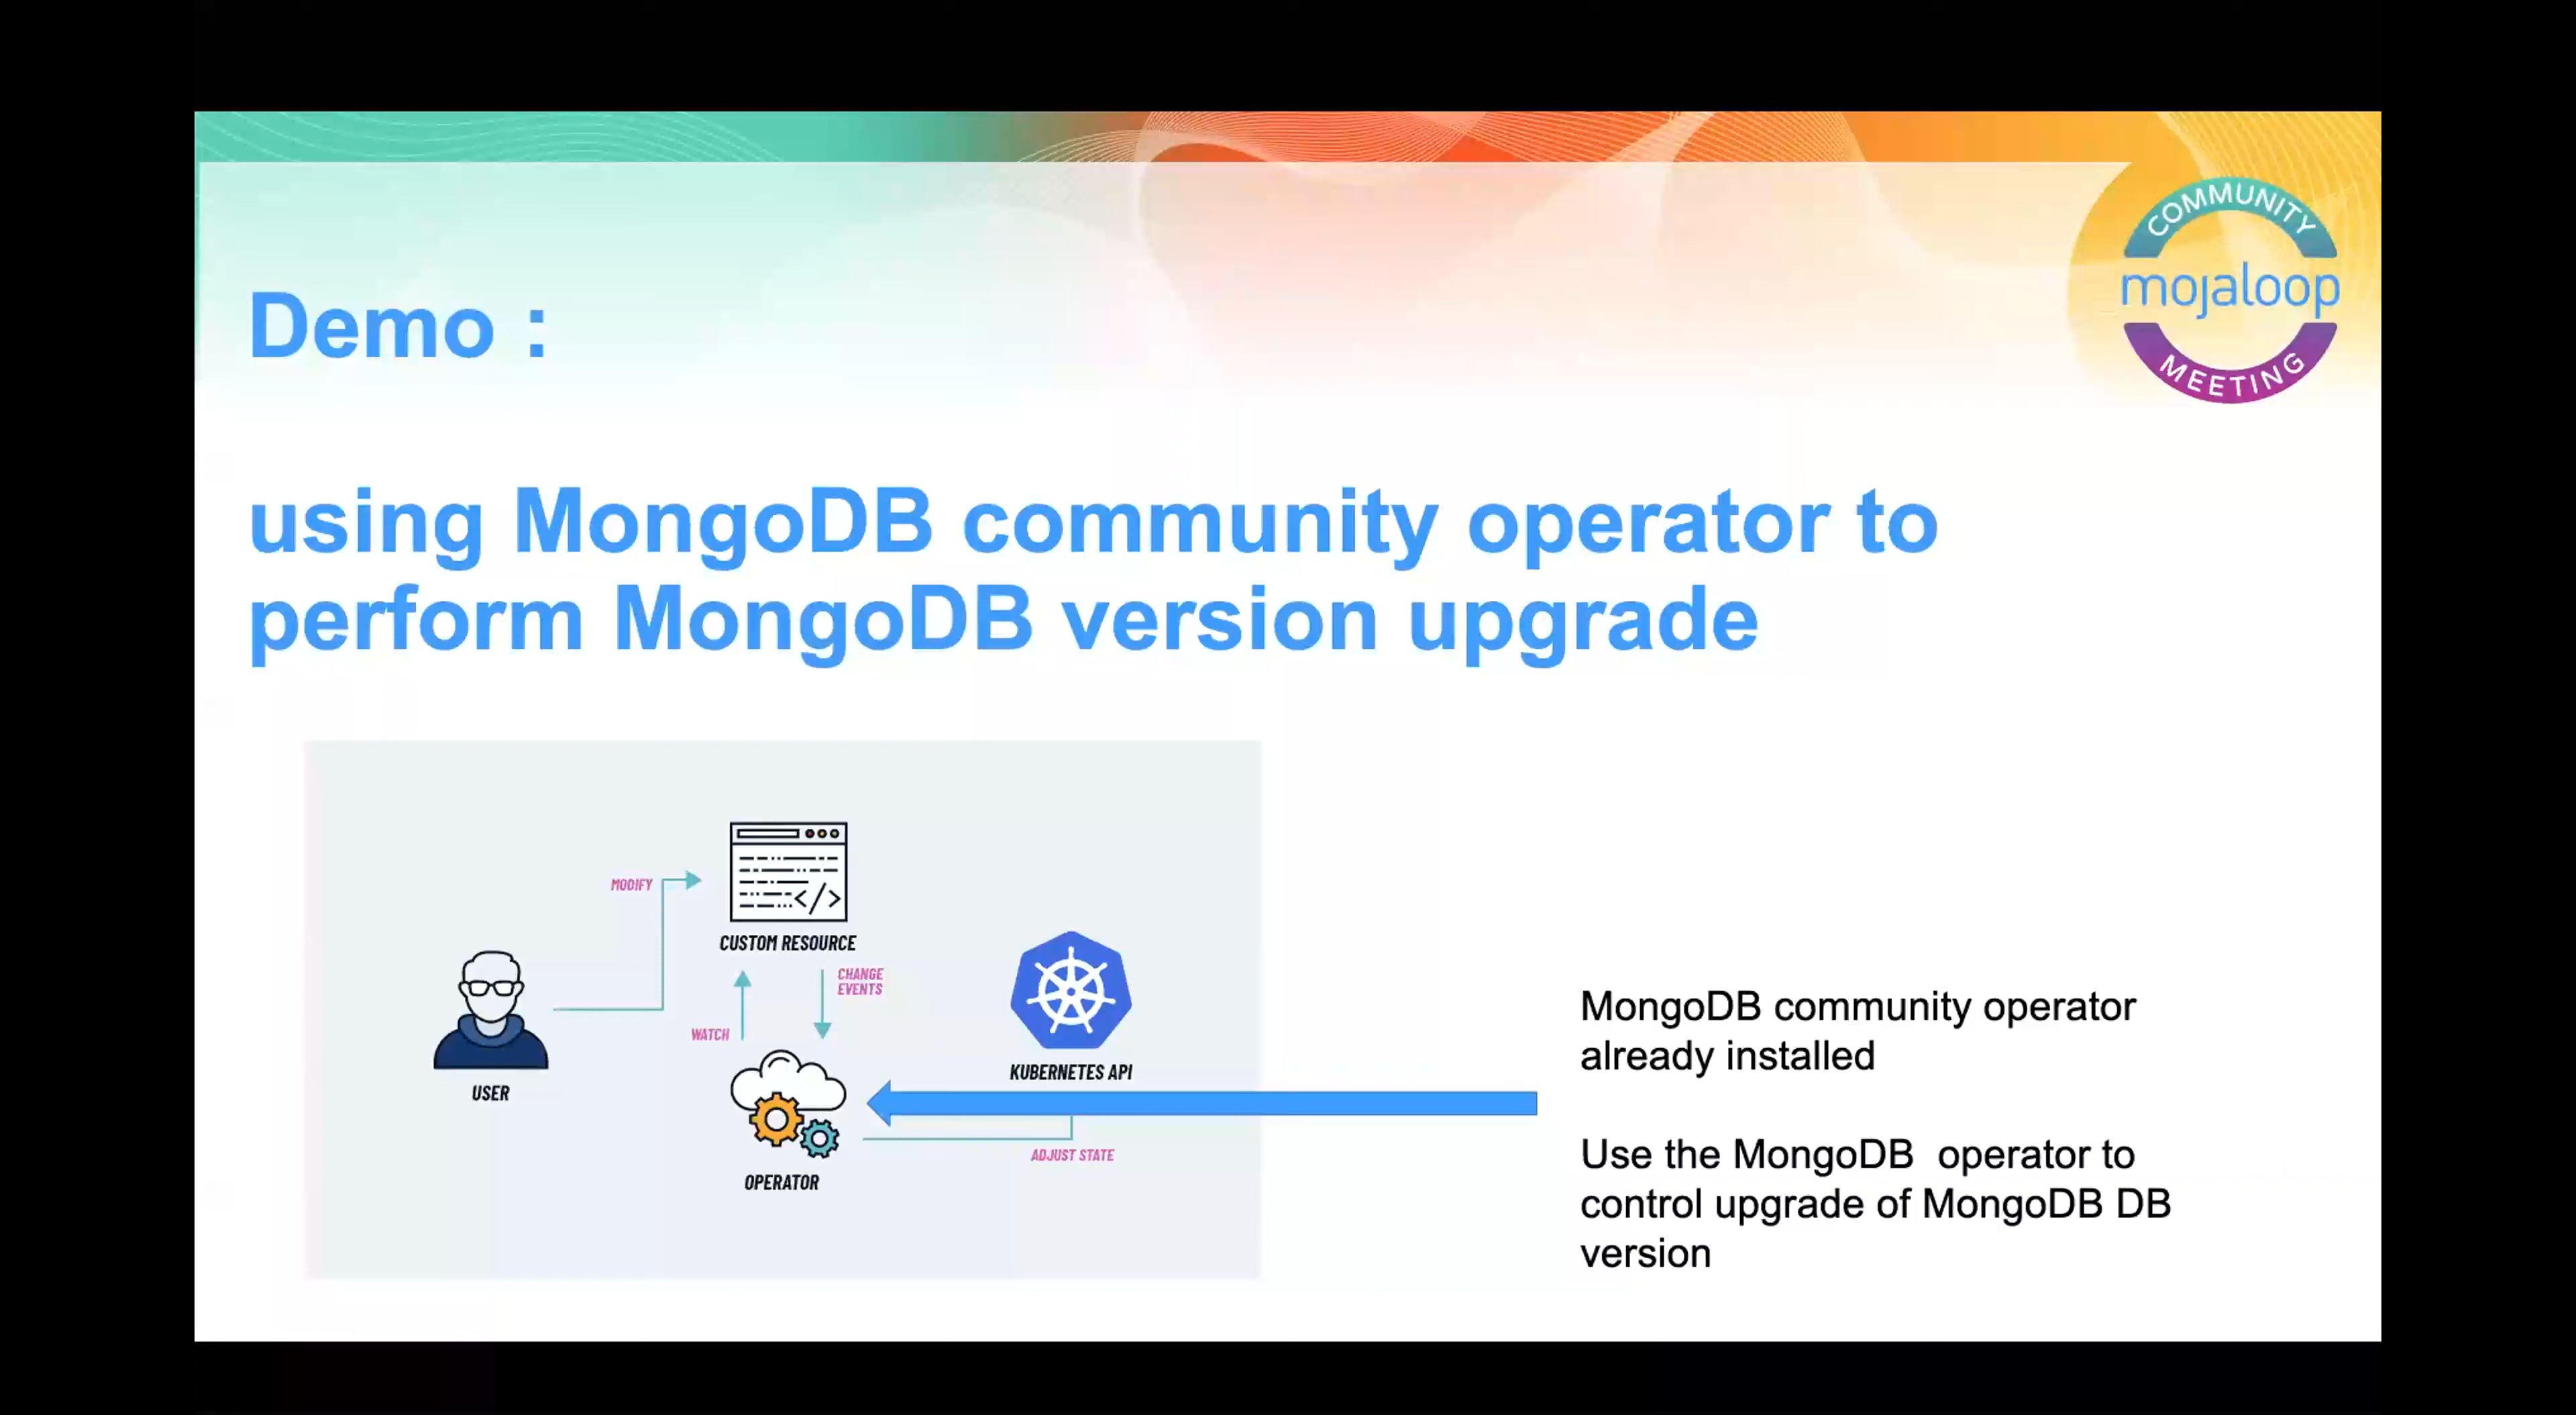 COMMUNITY
mojaloop
MEETING
Demo :
using MongoDB community operator to
perform MongoDB version upgrade
MODIFY
CUSTOM RESOURCE
CHANGE
EVENTS
WATCH
USER
KUBERNETES API
ADJUST STATE
OPERATOR
MongoDB community operator
already installed
Use the MongoDB  operator to
control upgrade of MongoDB DB
version